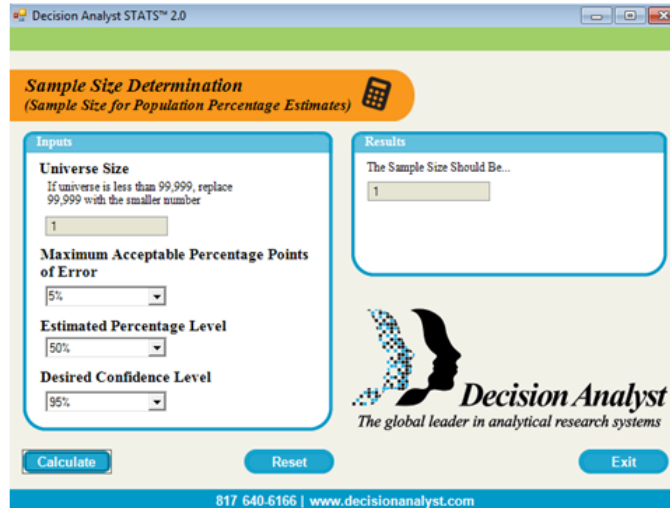 Decision Analyst STATS™ 2.0
Sample Size Determination
(Sample Size for Population Percentage Estimates)
Inputs
Universe Size
If universe is less than 99,999, replace
99,999 with the smaller number
1
Maximum Acceptable Percentage Points
of Error
5%
Estimated Percentage Level
50%
Desired Confidence Level
95%
Results
The Sample Size Should Be...
1
Decision Analyst
The global leader in analytical research systems
Calculate
Reset
Exit
817 640-6166 | www.decisionanalyst.com